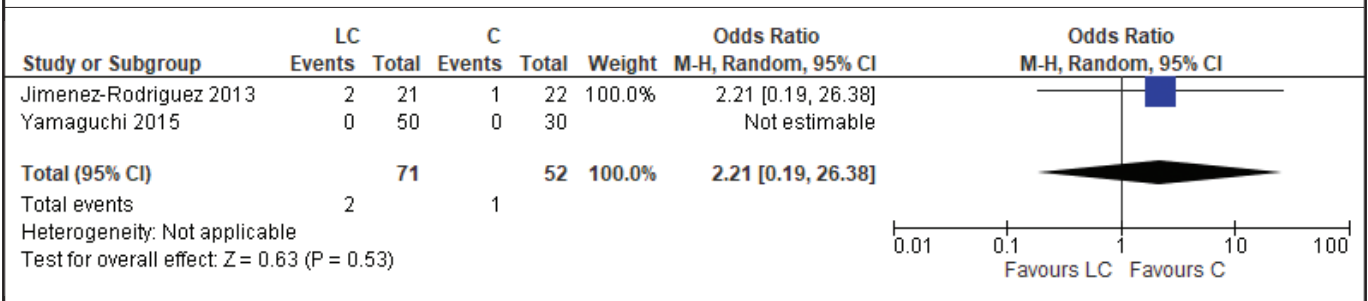 LC C Odds Ratio Odds Ratio
Study or Subgroup Events Total Events Total Weight M-H, Random, 95% CI M-H, Random, 95% CI
Jimenez-Rodriguez 2013 2 21 1 22 100.0% 2.21 [0.19, 26.38]
Yamaguchi 2015 0 50 0 30 Not estimable
Total (95% CI) 71 52 100.0% 2.21 [0.19, 26.38]
Total events 2 1
Heterogeneity: Not applicable
Test for overall effect: Z = 0.63 (P = 0.53)
0.01 0.1 1 10 100
Favours LC Favours C